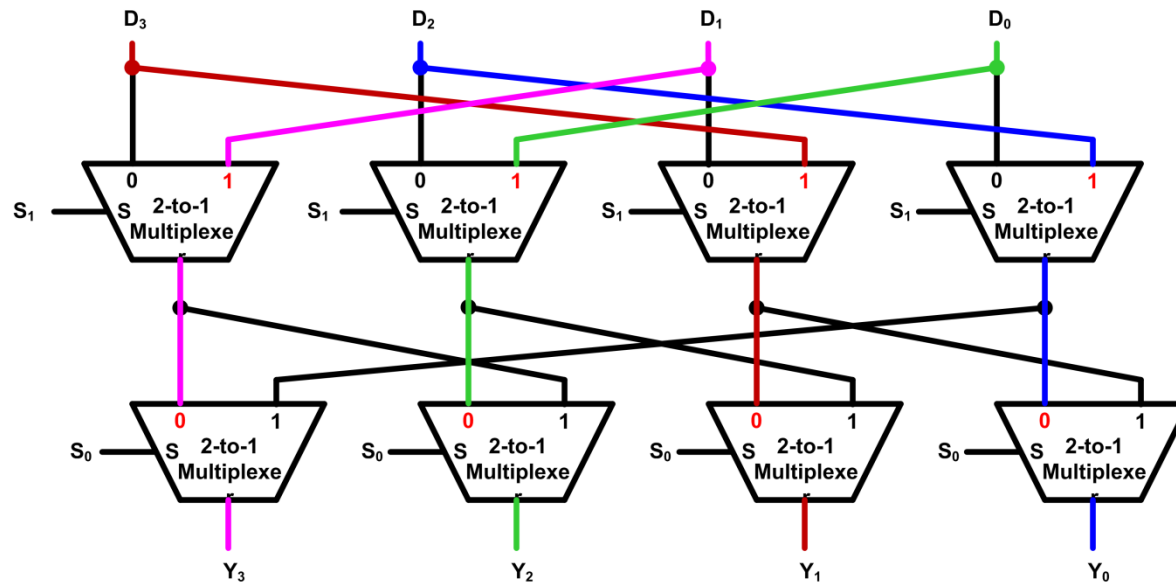 D3 D2 D1 D0
0 1 0 1 0 1 0 1
S1 S 2-to-1 S1 S 2-to-1 S1 S 2-to-1 S1 S 2-to-1
Multiplexe Multiplexe Multiplexe Multiplexe
r r r r
0 1 0 1 0 1 0 1
S0 S 2-to-1 S0 S 2-to-1 S0 S 2-to-1 S0 S 2-to-1
Multiplexe Multiplexe Multiplexe Multiplexe
r r r r
Y3 Y2 Y1 Y0